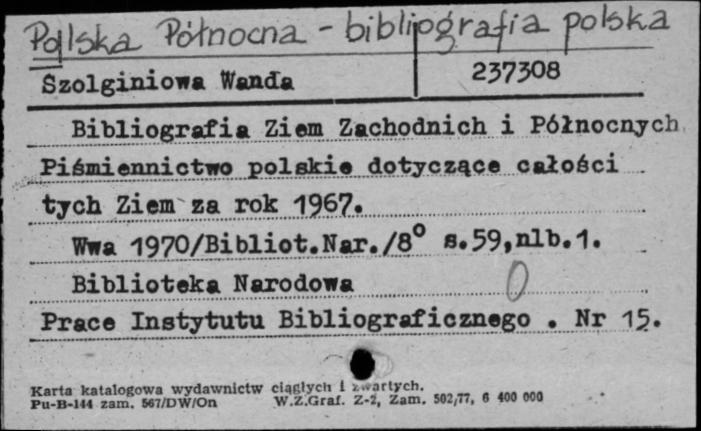 Polska Północna - bibliografia polska
Szolginiowa Wanda 237308
Bibliografia Ziem Zachodnich i Północnych
Piśmiennictwo polskie dotyczące całości
tych Ziem za rok 1967.
Wwa 1970/Bibliot.Nar./8° s.59,nlb.1.
Biblioteka Narodowa 0
Prace Instytutu Bibliograficznego . Nr 15.
Karta katalogowa wydawnictw ciągłych i zwartych.
Pu-B-144 zam. 567/DW/On W.Z.Graf. Z-2, Zam. 502/77, 6 400 000